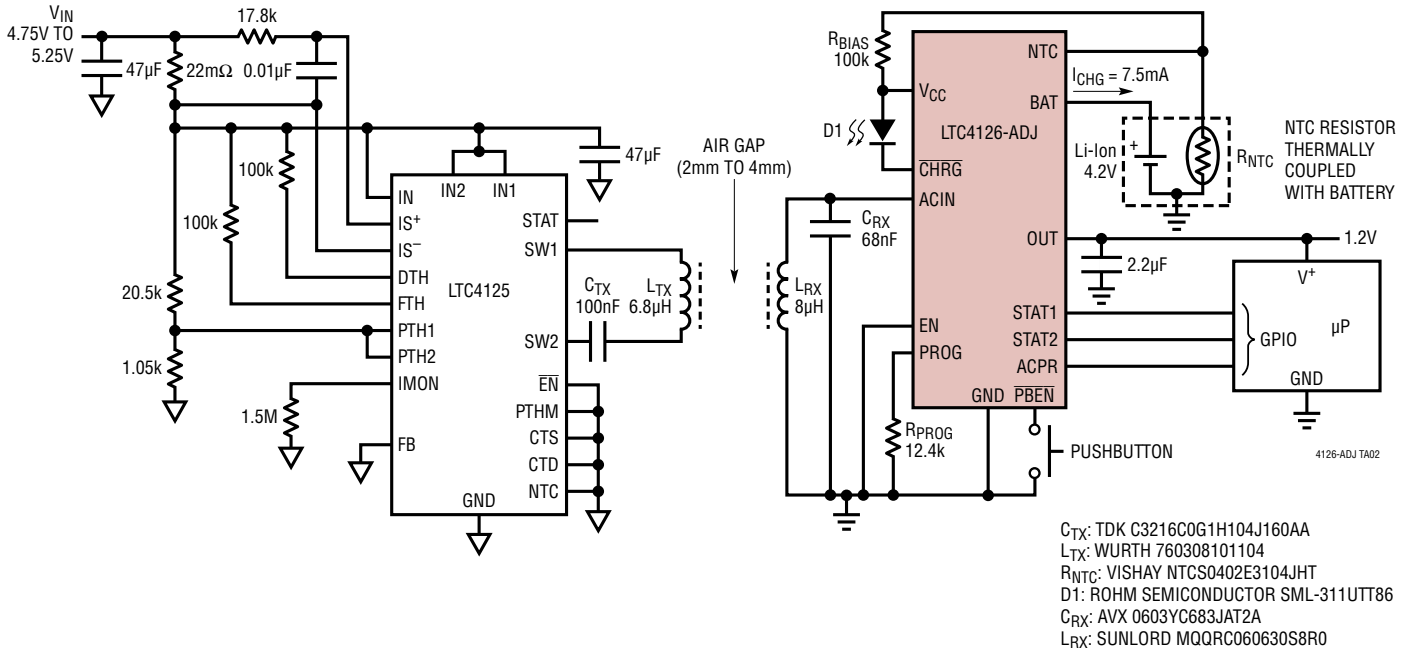 VIN
4.75V TO
5.25V
47µF
22mΩ
17.8k
0.01µF
100k
100k
20.5k
1.05k
1.5M
47µF
IN2
IN1
IN
IS+
IS−
DTH
FTH
PTH1
PTH2
IMON
FB
GND
LTC4125
STAT
SW1
SW2
EN
PTHM
CTS
CTD
NTC
CTX
100nF
LTX
6.8µH
AIR GAP
(2mm TO 4mm)
LRX
8µH
CRX
68nF
RBIAS
100k
D1
VCC
CHRG
ACIN
EN
PROG
GND
PBEN
LTC4126-ADJ
NTC
BAT
OUT
STAT1
STAT2
ACPR
ICHG = 7.5mA
Li-Ion
4.2V
+
RNTC
NTC RESISTOR
THERMALLY
COUPLED
WITH BATTERY
1.2V
2.2µF
V+
GPIO
µP
GND
RPROG
12.4k
PUSHBUTTON
4126-ADJ TA02
CTX: TDK C3216C0G1H104J160AA
LTX: WURTH 760308101104
RNTC: VISHAY NTCS0402E3104JHT
D1: ROHM SEMICONDUCTOR SML-311UTT86
CRX: AVX 0603YC683JAT2A
LRX: SUNLORD MQQRC060630S8R0